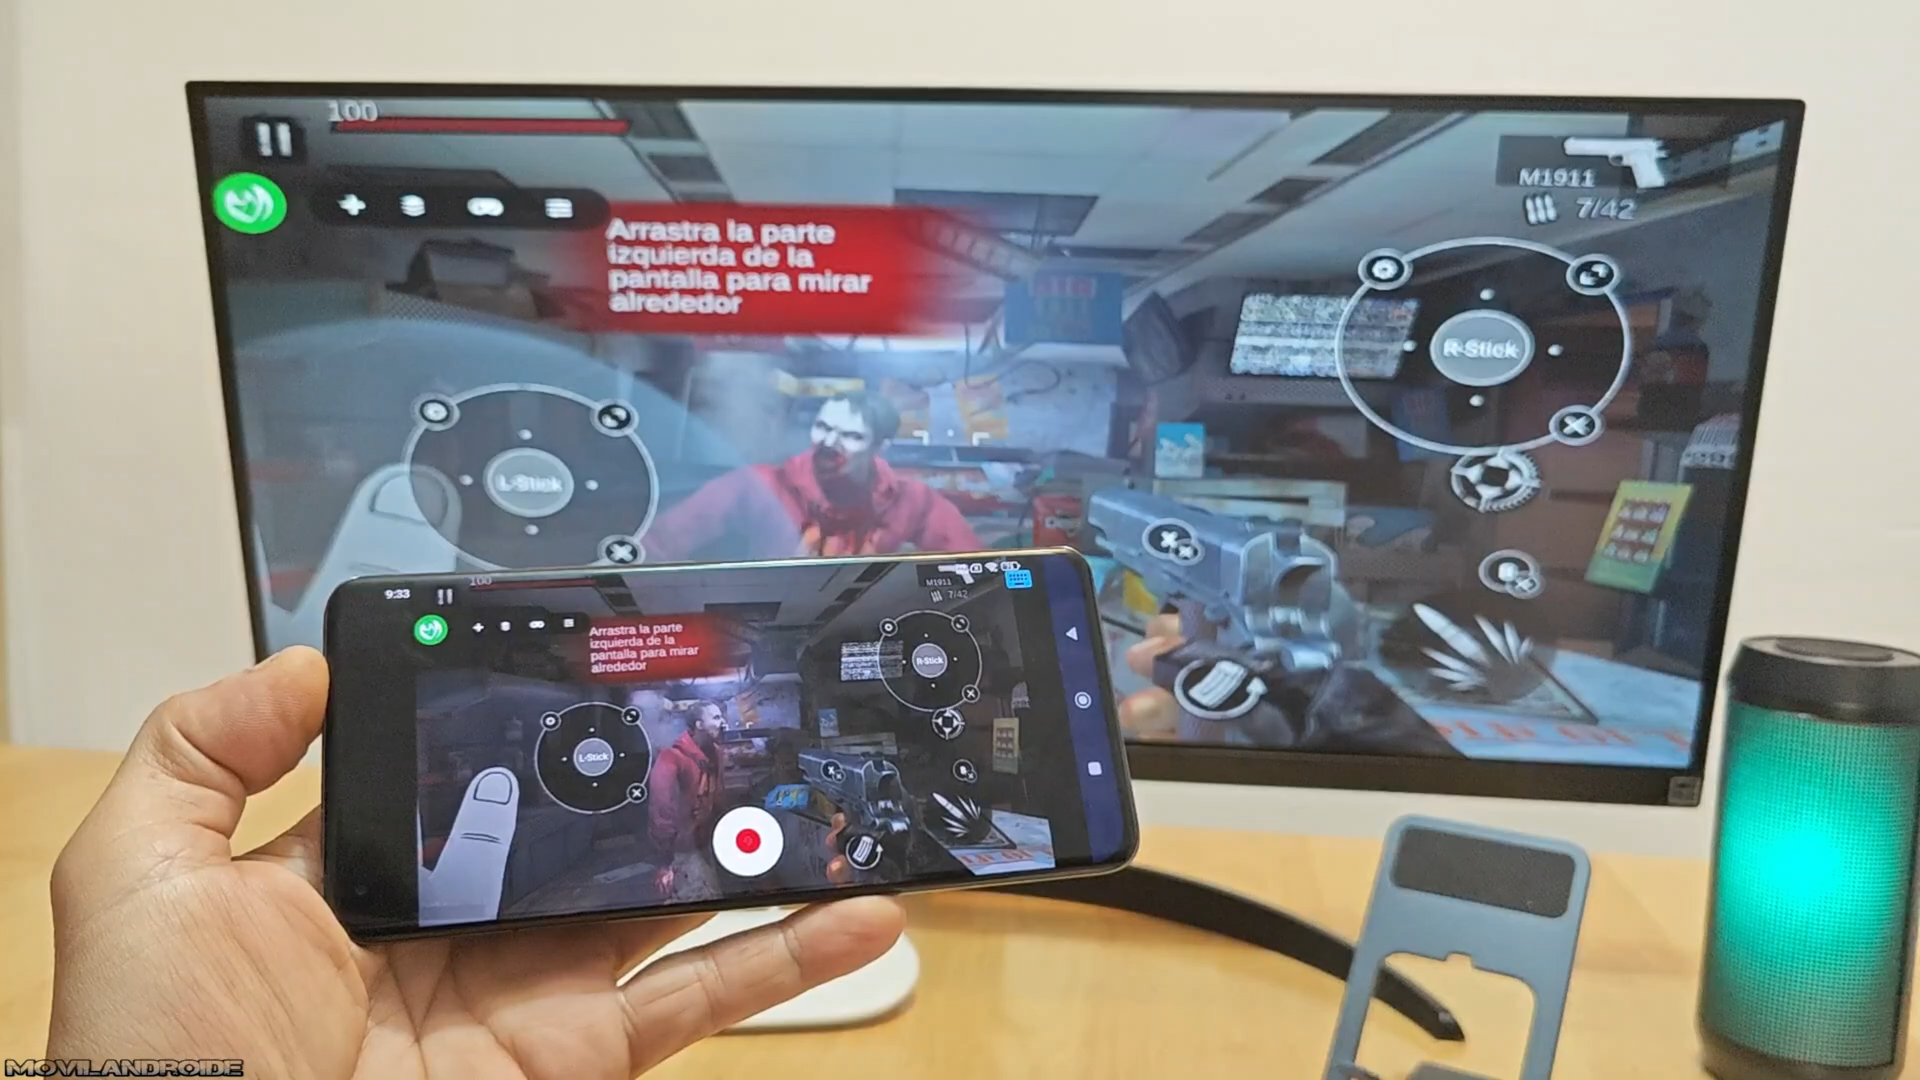 100
M1911
7/42
Arrastra la parte
izquierda de la
pantalla para mirar
alrededor
R-Stick
L-Stick
9:33
100
M1911
7/42
Arrastra la parte
izquierda de la
pantalla para mirar
alrededor
R-Stick
L-Stick
MOVILANDROIDE